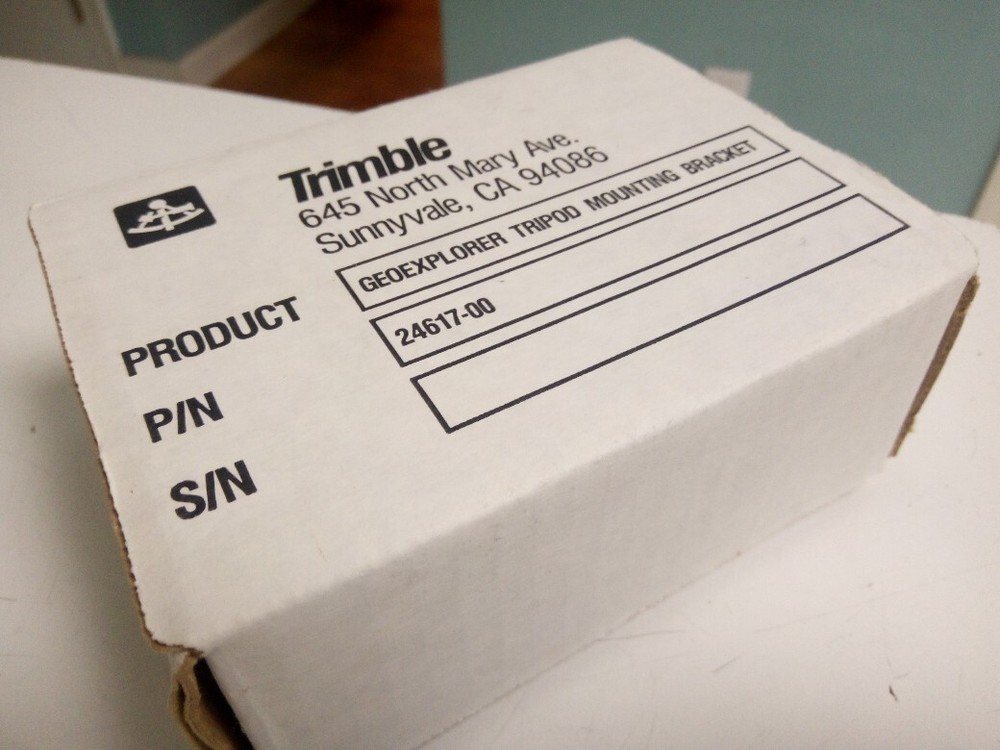 Trimble
645 North Mary Ave.
Sunnyvale, CA 94086
PRODUCT GEOEXPLORER TRIPOD MOUNTING BRACKET
P/N 24617-00
S/N